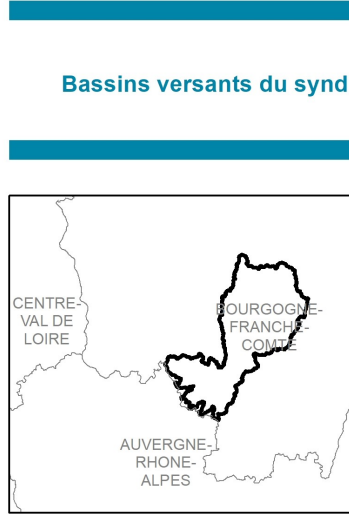 Bassins versants du synd
CENTRE-
VAL DE
LOIRE
BOURGOGNE-
FRANCHE-
COMTE
AUVERGNE-
RHONE-
ALPES